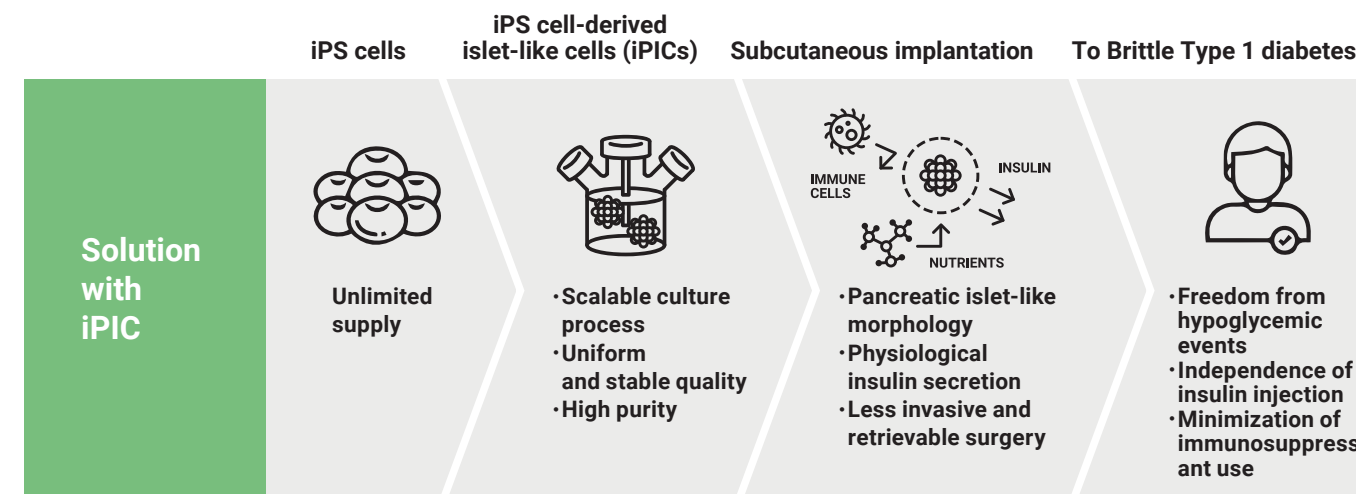 iPS cells
iPS cell-derived
islet-like cells (iPICs)
Subcutaneous implantation
To Brittle Type 1 diabetes
Solution
with
iPIC
Unlimited
supply
・Scalable culture
process
・Uniform
and stable quality
・High purity
IMMUNE
CELLS
INSULIN
NUTRIENTS
・Pancreatic islet-like
morphology
・Physiological
insulin secretion
・Less invasive and
retrievable surgery
・Freedom from
hypoglycemic
events
・Independence of
insulin injection
・Minimization of
immunosuppress
ant use